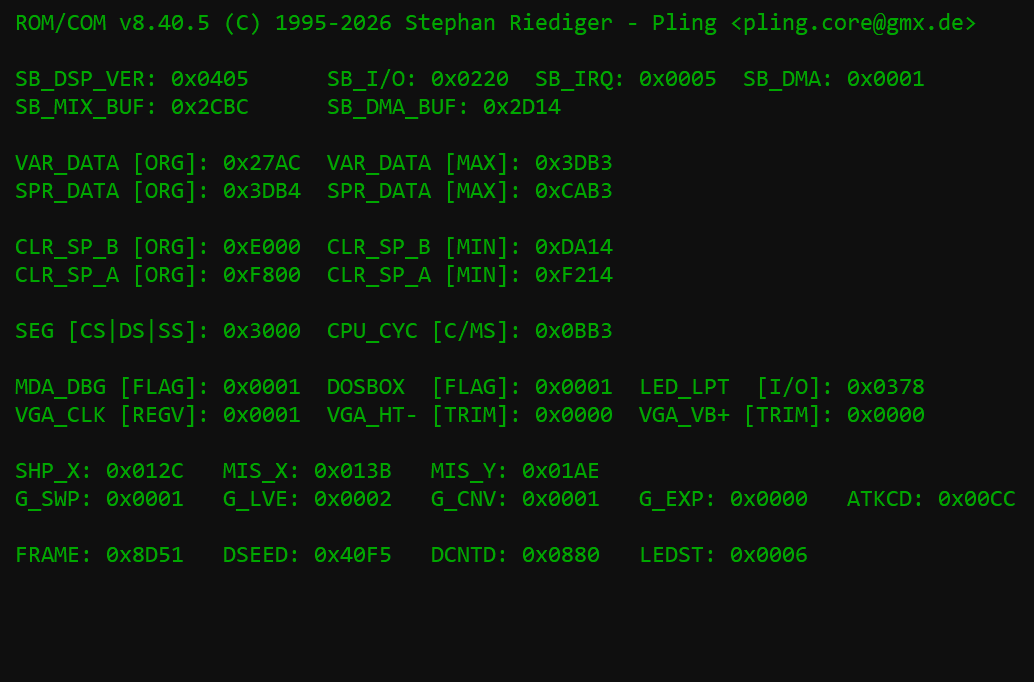 ROM/COM v8.40.5 (C) 1995-2026 Stephan Riediger - Pling <pling.core@gmx.de>
SB_DSP_VER: 0x0405 SB_I/O: 0x0220 SB_IRQ: 0x0005 SB_DMA: 0x0001
SB_MIX_BUF: 0x2CBC SB_DMA_BUF: 0x2D14
VAR_DATA [ORG]: 0x27AC VAR_DATA [MAX]: 0x3DB3
SPR_DATA [ORG]: 0x3DB4 SPR_DATA [MAX]: 0xCAB3
CLR_SP_B [ORG]: 0xE000 CLR_SP_B [MIN]: 0xDA14
CLR_SP_A [ORG]: 0xF800 CLR_SP_A [MIN]: 0xF214
SEG [CS|DS|SS]: 0x3000 CPU_CYC [C/MS]: 0x0BB3
MDA_DBG [FLAG]: 0x0001 DOSBOX [FLAG]: 0x0001 LED_LPT [I/O]: 0x0378
VGA_CLK [REGV]: 0x0001 VGA_HT- [TRIM]: 0x0000 VGA_VB+ [TRIM]: 0x0000
SHP_X: 0x012C MIS_X: 0x013B MIS_Y: 0x01AE
G_SWP: 0x0001 G_LVE: 0x0002 G_CNV: 0x0001 G_EXP: 0x0000 ATKCD: 0x00CC
FRAME: 0x8D51 DSEED: 0x40F5 DCNTD: 0x0880 LEDST: 0x0006